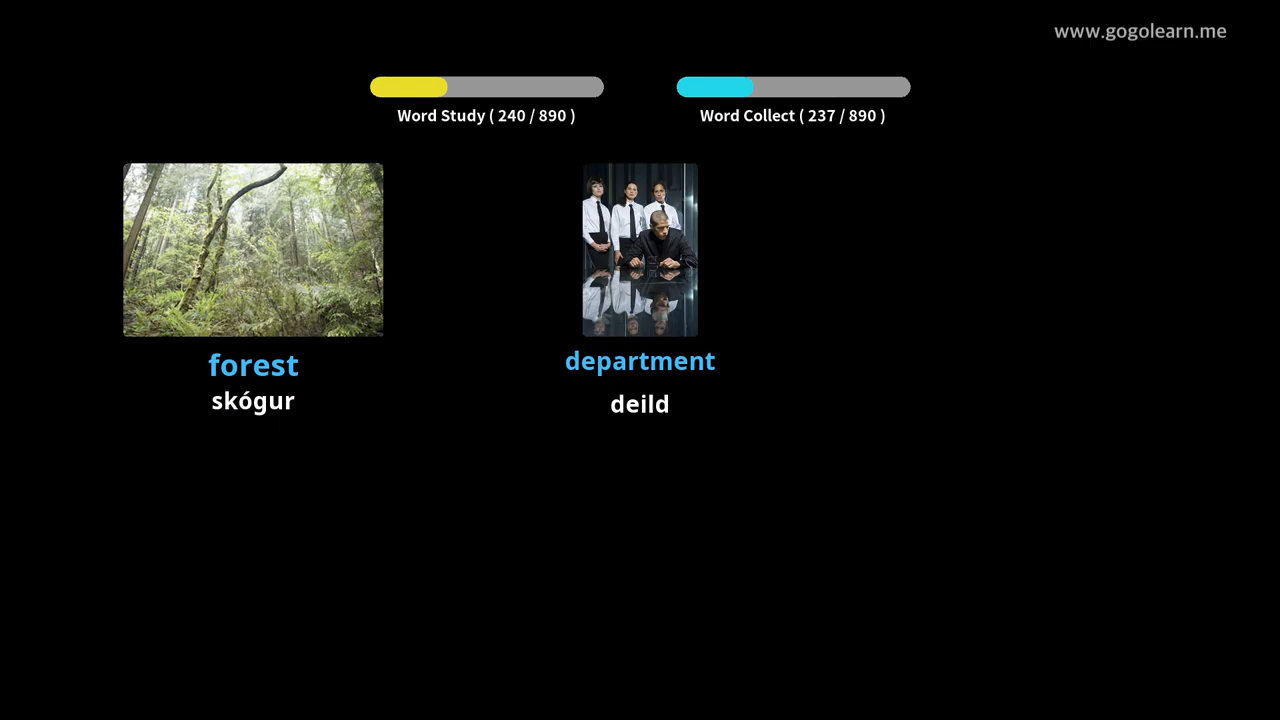 www.gogolearn.me
Word Study ( 240 / 890 )
Word Collect ( 237 / 890 )
forest
skógur
department
deild